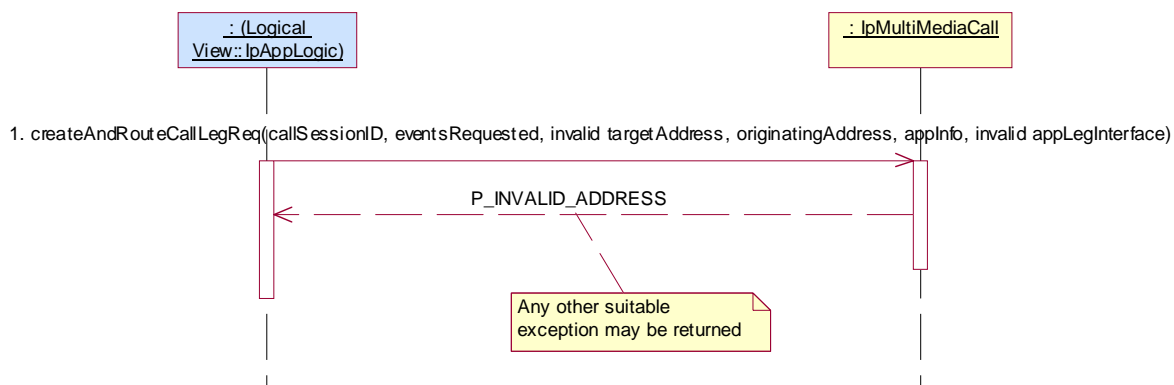 : (Logical
View::IpAppLogic)
: IpMultiMediaCall
1. createAndRouteCallLegReq(callSessionID, eventsRequested, invalid targetAddress, originatingAddress, appInfo, invalid appLegInterface)
P_INVALID_ADDRESS
Any other suitable
exception may be returned